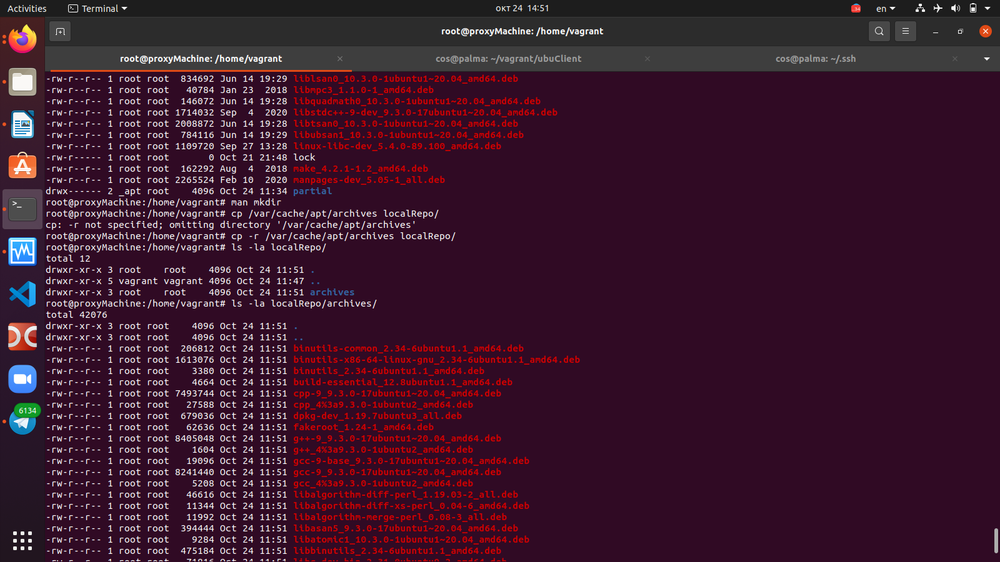 Activities
Terminal
окт 24 14:51
en
root@proxyMachine: /home/vagrant
root@proxyMachine: /home/vagrant
cos@palma: ~/vagrant/ubuClient
cos@palma: ~/.ssh
-rw-r--r-- 1 root root  834692 Jun 14 19:29 liblsan0_10.3.0-1ubuntu1~20.04_amd64.deb
-rw-r--r-- 1 root root   40784 Jan 23  2018 libmpc3_1.1.0-1_amd64.deb
-rw-r--r-- 1 root root  146072 Jun 14 19:28 libquadmath0_10.3.0-1ubuntu1~20.04_amd64.deb
-rw-r--r-- 1 root root 1714032 Sep  4  2020 libstdc++-9-dev_9.3.0-17ubuntu1~20.04_amd64.deb
-rw-r--r-- 1 root root 2008872 Jun 14 19:28 libtsan0_10.3.0-1ubuntu1~20.04_amd64.deb
-rw-r--r-- 1 root root  784116 Jun 14 19:29 libubsan1_10.3.0-1ubuntu1~20.04_amd64.deb
-rw-r--r-- 1 root root 1109720 Sep 27 13:28 linux-libc-dev_5.4.0-89.100_amd64.deb
-rw-r----- 1 root root       0 Oct 21 21:48 lock
-rw-r--r-- 1 root root  162292 Aug  4  2018 make_4.2.1-1.2_amd64.deb
-rw-r--r-- 1 root root 2265524 Feb 10  2020 manpages-dev_5.05-1_all.deb
drwx------ 2 _apt root    4096 Oct 24 11:34 partial
root@proxyMachine:/home/vagrant# man mkdir
root@proxyMachine:/home/vagrant# cp /var/cache/apt/archives localRepo/
cp: -r not specified; omitting directory '/var/cache/apt/archives'
root@proxyMachine:/home/vagrant# cp -r /var/cache/apt/archives localRepo/
root@proxyMachine:/home/vagrant# ls -la localRepo/
total 12
drwxr-xr-x 3 root    root    4096 Oct 24 11:51 .
drwxr-xr-x 5 vagrant vagrant 4096 Oct 24 11:47 ..
drwxr-xr-x 3 root    root    4096 Oct 24 11:51 archives
root@proxyMachine:/home/vagrant# ls -la localRepo/archives/
total 42076
drwxr-xr-x 3 root root    4096 Oct 24 11:51 .
drwxr-xr-x 3 root root    4096 Oct 24 11:51 ..
-rw-r--r-- 1 root root  206812 Oct 24 11:51 binutils-common_2.34-6ubuntu1.1_amd64.deb
-rw-r--r-- 1 root root 1613076 Oct 24 11:51 binutils-x86-64-linux-gnu_2.34-6ubuntu1.1_amd64.deb
-rw-r--r-- 1 root root    3380 Oct 24 11:51 binutils_2.34-6ubuntu1.1_amd64.deb
-rw-r--r-- 1 root root    4664 Oct 24 11:51 build-essential_12.8ubuntu1.1_amd64.deb
-rw-r--r-- 1 root root 7493744 Oct 24 11:51 cpp-9_9.3.0-17ubuntu1~20.04_amd64.deb
-rw-r--r-- 1 root root   27588 Oct 24 11:51 cpp_4%3a9.3.0-1ubuntu2_amd64.deb
-rw-r--r-- 1 root root  679036 Oct 24 11:51 dpkg-dev_1.19.7ubuntu3_all.deb
-rw-r--r-- 1 root root   62636 Oct 24 11:51 fakeroot_1.24-1_amd64.deb
-rw-r--r-- 1 root root 8405048 Oct 24 11:51 g++-9_9.3.0-17ubuntu1~20.04_amd64.deb
-rw-r--r-- 1 root root    1604 Oct 24 11:51 g++_4%3a9.3.0-1ubuntu2_amd64.deb
-rw-r--r-- 1 root root   19096 Oct 24 11:51 gcc-9-base_9.3.0-17ubuntu1~20.04_amd64.deb
-rw-r--r-- 1 root root 8241440 Oct 24 11:51 gcc-9_9.3.0-17ubuntu1~20.04_amd64.deb
-rw-r--r-- 1 root root    5208 Oct 24 11:51 gcc_4%3a9.3.0-1ubuntu2_amd64.deb
-rw-r--r-- 1 root root   46616 Oct 24 11:51 libalgorithm-diff-perl_1.19.03-2_all.deb
-rw-r--r-- 1 root root   11344 Oct 24 11:51 libalgorithm-diff-xs-perl_0.04-6_amd64.deb
-rw-r--r-- 1 root root   11992 Oct 24 11:51 libalgorithm-merge-perl_0.08-3_all.deb
-rw-r--r-- 1 root root  394444 Oct 24 11:51 libasan5_9.3.0-17ubuntu1~20.04_amd64.deb
-rw-r--r-- 1 root root    9284 Oct 24 11:51 libatomic1_10.3.0-1ubuntu1~20.04_amd64.deb
-rw-r--r-- 1 root root  475184 Oct 24 11:51 libbinutils_2.34-6ubuntu1.1_amd64.deb
6134